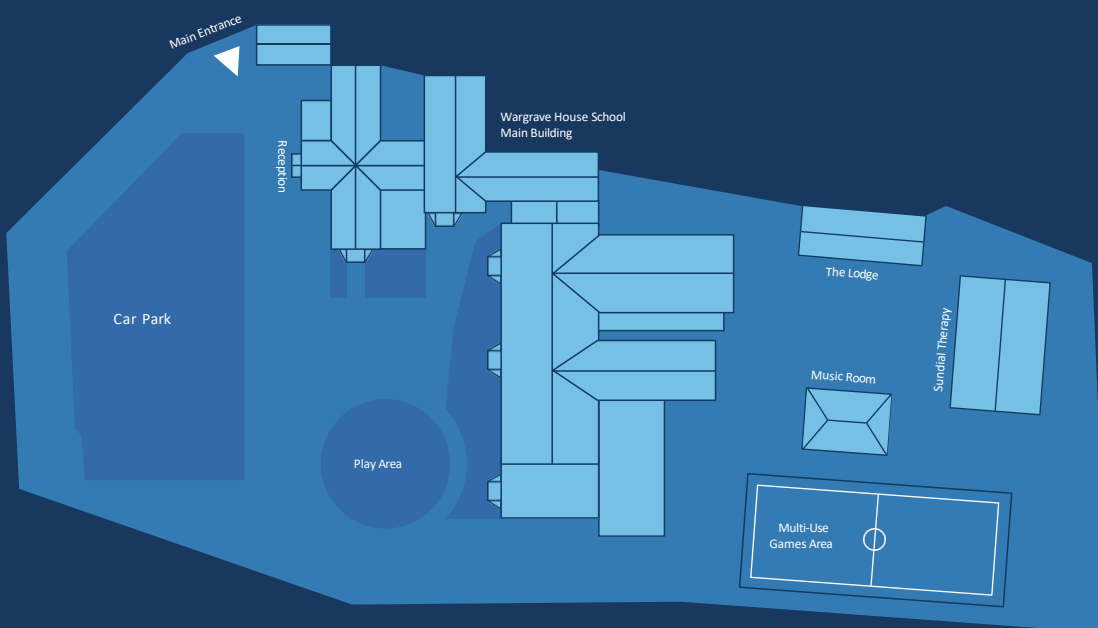 Main Entrance
Wargrave House School
Main Building
Reception
The Lodge
Sundial Therapy
Car Park
Music Room
Play Area
Multi-Use
Games Area